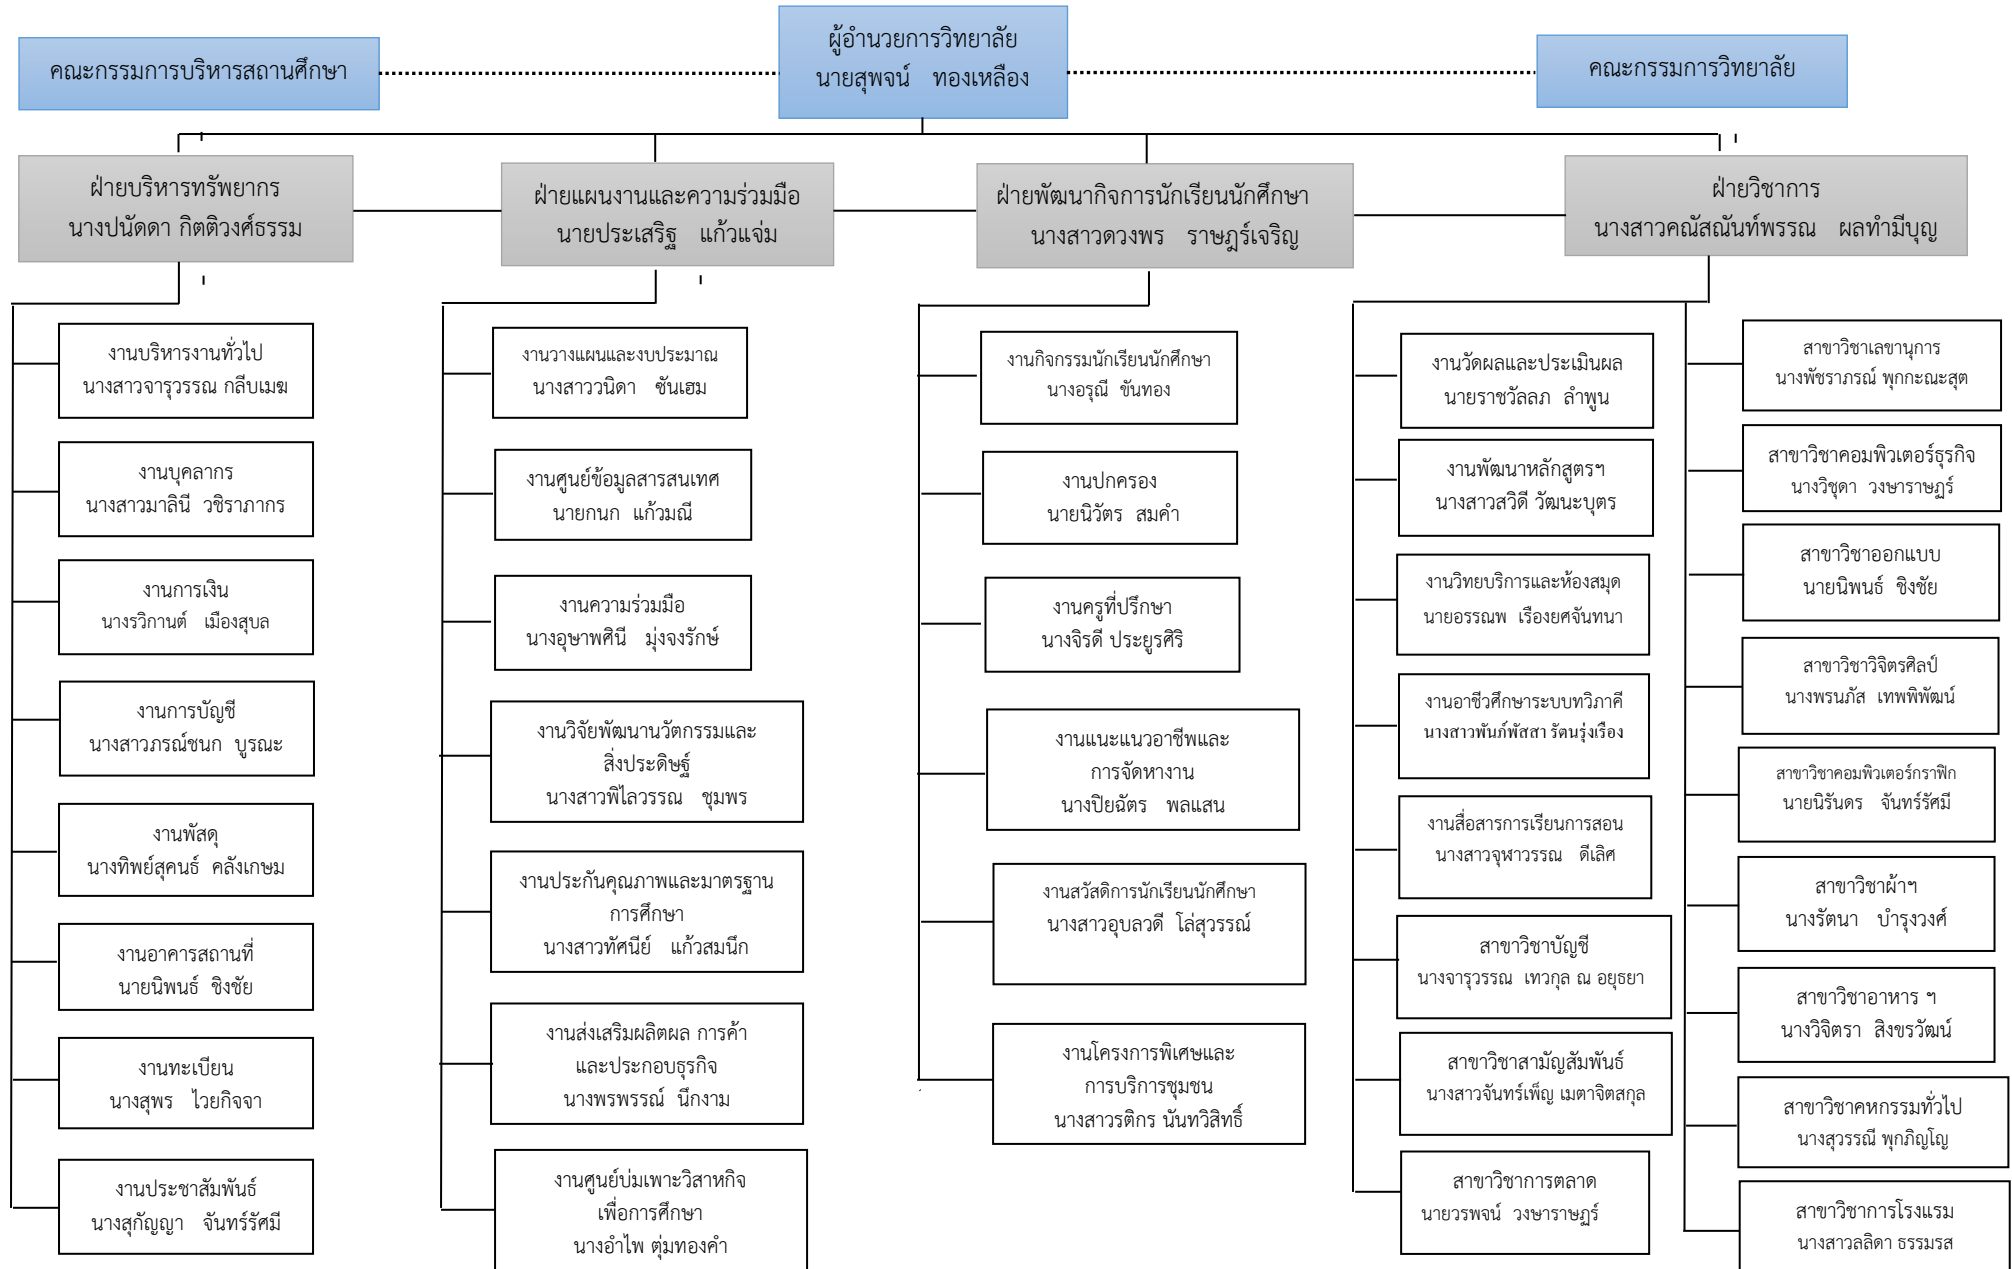 คณะกรรมการบริหารสถานศึกษา
ผู้อำนวยการวิทยาลัย
นายสุพจน์ ทองเหลือง
คณะกรรมการวิทยาลัย
ฝ่ายบริหารทรัพยากร
นางปนัดดา กิตติวงศ์ธรรม
ฝ่ายแผนงานและความร่วมมือ
นายประเสริฐ แก้วแจ่ม
ฝ่ายพัฒนากิจการนักเรียนนักศึกษา
นางสาวดวงพร ราษฎร์เจริญ
ฝ่ายวิชาการ
นางสาวคณัสณันท์พรรณ ผลทำมีบุญ
งานบริหารงานทั่วไป
นางสาวจารุวรรณ กลีบเมฆ
งานบุคลากร
นางสาวมาลินี วชิราภากร
งานการเงิน
นางรวิกานต์ เมืองสุบล
งานการบัญชี
นางสาวภรณ์ชนก บูรณะ
งานพัสดุ
นางทิพย์สุคนธ์ คลังเกษม
งานอาคารสถานที่
นายนิพนธ์ ชิงชัย
งานทะเบียน
นางสุพร ไวยกิจจา
งานประชาสัมพันธ์
นางสุกัญญา จันทร์รัศมี
งานวางแผนและงบประมาณ
นางสาววนิดา ซันเฮม
งานศูนย์ข้อมูลสารสนเทศ
นายกนก แก้วมณี
งานความร่วมมือ
นางอุษาพศินี มุ่งจงรักษ์
งานวิจัยพัฒนานวัตกรรมและ
สิ่งประดิษฐ์
นางสาวพิไลวรรณ ชุมพร
งานประกันคุณภาพและมาตรฐาน
การศึกษา
นางสาวทัศนีย์ แก้วสมนึก
งานส่งเสริมผลิตผล การค้า
และประกอบธุรกิจ
นางพรพรรณ์ นึกงาม
งานศูนย์บ่มเพาะวิสาหกิจ
เพื่อการศึกษา
นางอำไพ ตุ่มทองคำ
งานกิจกรรมนักเรียนนักศึกษา
นางอรุณี ขันทอง
งานปกครอง
นายนิวัตร สมคำ
งานครูที่ปรึกษา
นางจิรดี ประยูรศิริ
งานแนะแนวอาชีพและ
การจัดหางาน
นางปิยฉัตร พลแสน
งานสวัสดิการนักเรียนนักศึกษา
นางสาวอุบลวดี โล่สุวรรณ์
งานโครงการพิเศษและ
การบริการชุมชน
นางสาวรติกร นันทวิสิทธิ์
งานวัดผลและประเมินผล
นายราชวัลลภ ลำพูน
งานพัฒนาหลักสูตรฯ
นางสาวสวิดี วัฒนะบุตร
งานวิทยบริการและห้องสมุด
นายอรรณพ เรืองยศจันทนา
งานอาชีวศึกษาระบบทวิภาคี
นางสาวพันภ์พัสสา รัตนรุ่งเรือง
งานสื่อสารการเรียนการสอน
นางสาวจุฬาวรรณ ดีเลิศ
สาขาวิชาบัญชี
นางจารุวรรณ เทวกุล ณ อยุธยา
สาขาวิชาสามัญสัมพันธ์
นางสาวจันทร์เพ็ญ เมตาจิตสกุล
สาขาวิชาการตลาด
นายวรพจน์ วงษาราษฏร์
สาขาวิชาเลขานุการ
นางพัชราภรณ์ พุกกะณะสุต
สาขาวิชาคอมพิวเตอร์ธุรกิจ
นางวิชุดา วงษาราษฏร์
สาขาวิชาออกแบบ
นายนิพนธ์ ชิงชัย
สาขาวิชาวิจิตรศิลป์
นางพรนภัส เทพพิพัฒน์
สาขาวิชาคอมพิวเตอร์กราฟิก
นายนิรันดร จันทร์รัศมี
สาขาวิชาผ้าฯ
นางรัตนา บำรุงวงศ์
สาขาวิชาอาหาร ฯ
นางวิจิตรา สิงขรวัฒน์
สาขาวิชาคหกรรมทั่วไป
นางสุวรรณี พุกภิญโญ
สาขาวิชาการโรงแรม
นางสาวลลิดา ธรรมรส